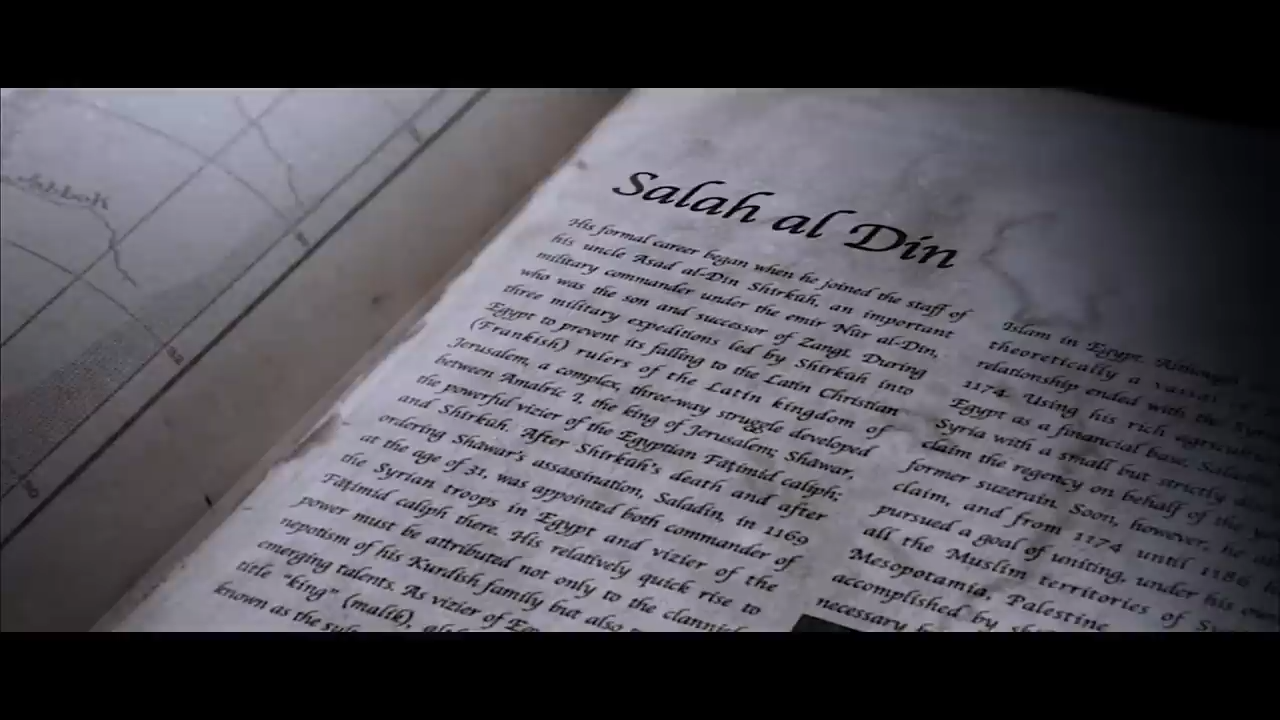 Jabbok
Salah al Din
His formal career began when he joined the staff of
his uncle Asad al-Din Shirkuh, an important
military commander under the emir Nur al-Din,
who was the son and successor of Zangi. During
three military expeditions led by Shirkuh into
Egypt to prevent its falling to the Latin Christian
(Frankish) rulers of the Latin kingdom of
Jerusalem, a complex, three-way struggle developed
between Amalric I, the king of Jerusalem; Shawar,
the powerful vizier of the Egyptian Faṭimid caliph;
and Shirkuh. After Shirkuh's death and after
ordering Shawar's assassination, Saladin, in 1169
at the age of 31, was appointed both commander of
the Syrian troops in Egypt and vizier of the
Faṭimid caliph there. His relatively quick rise to
power must be attributed not only to the clannish
nepotism of his Kurdish family but also
emerging talents. As vizier of
title "king" (malik),
known as the
Islam in Egypt. Although
theoretically a vassal of
relationship ended with the
1174. Using his rich
Egypt as a financial base,
Syria with a small but strictly
claim the regency on behalf of the
former suzerain. Soon, however, he
claim, and from 1174 until 1186
pursued a goal of uniting, under his
all the Muslim territories of
Mesopotamia, Palestine
accomplished by
necessary